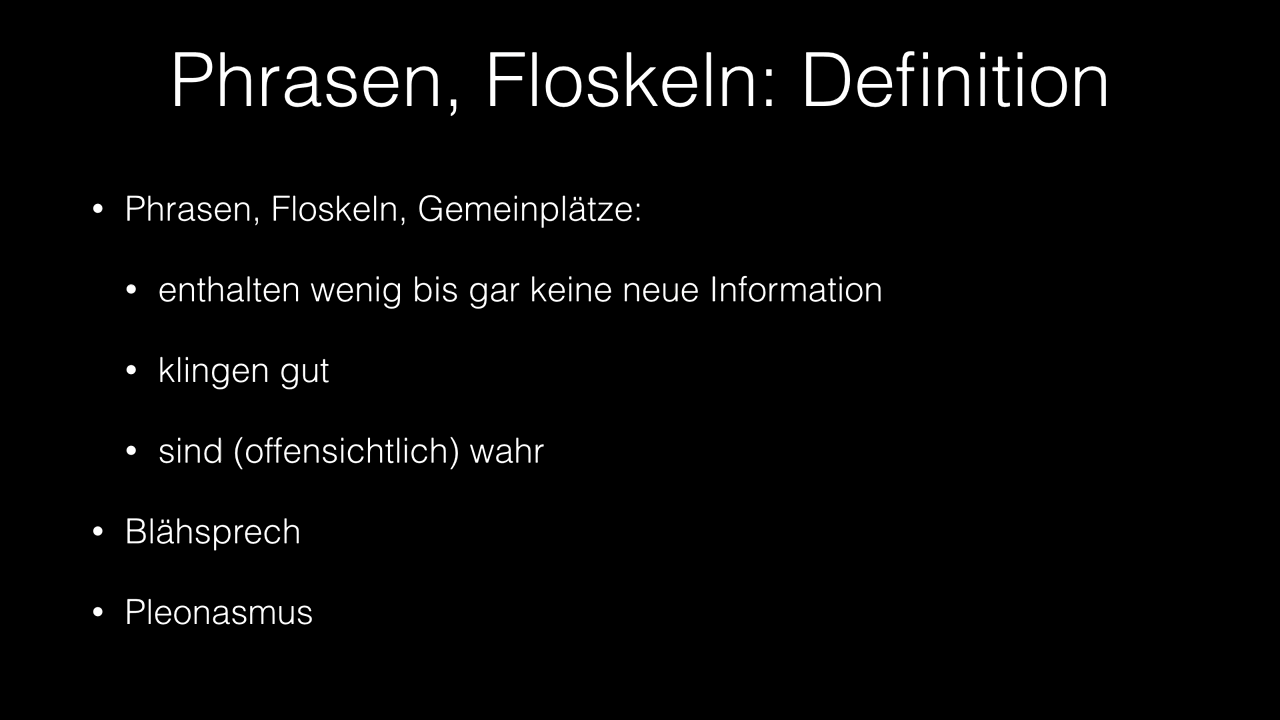 Phrasen, Floskeln: Definition
• Phrasen, Floskeln, Gemeinplätze:
• enthalten wenig bis gar keine neue Information
• klingen gut
• sind (offensichtlich) wahr
• Blähsprech
• Pleonasmus